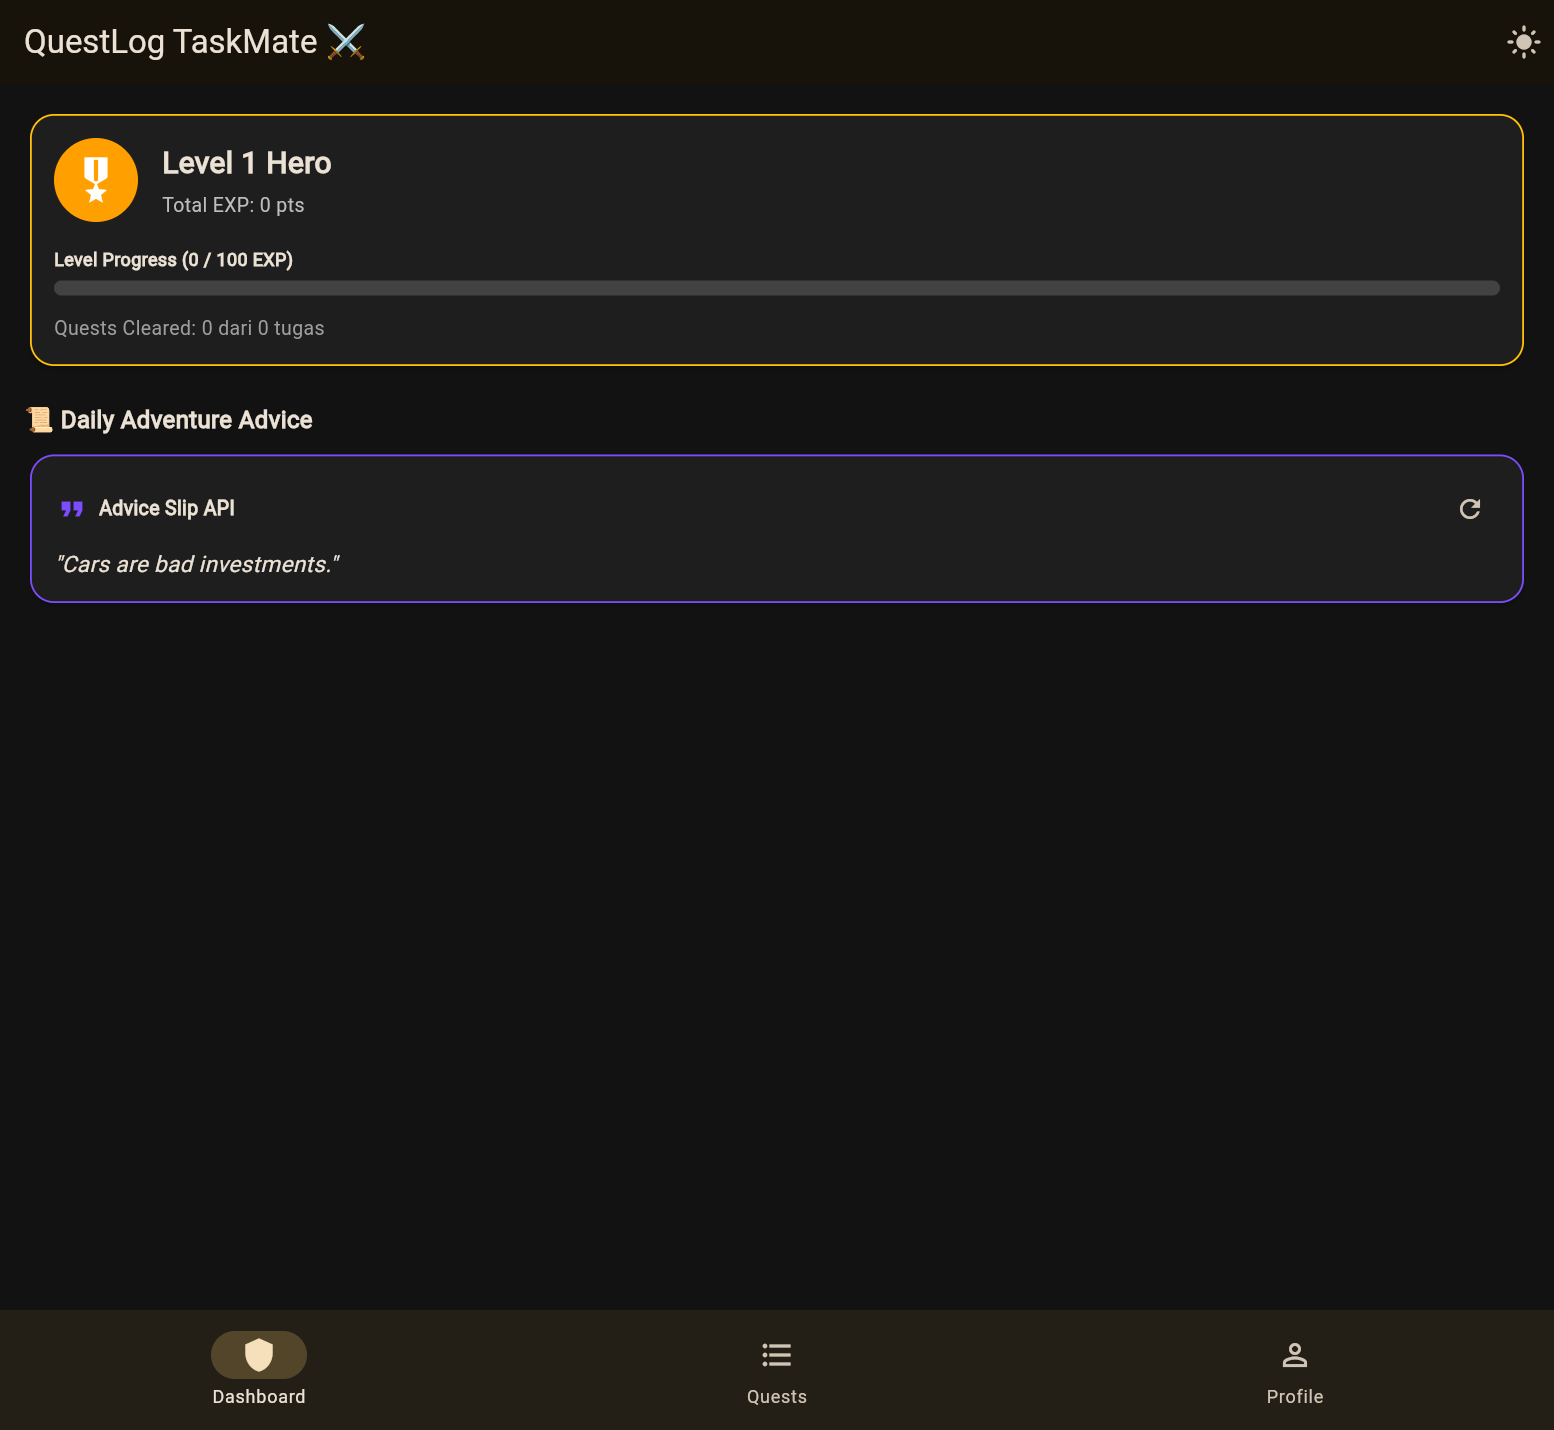 QuestLog TaskMate ⚔️
Level 1 Hero
Total EXP: 0 pts
Level Progress (0 / 100 EXP)
Quests Cleared: 0 dari 0 tugas
📜 Daily Adventure Advice
Advice Slip API
"Cars are bad investments."
Dashboard
Quests
Profile